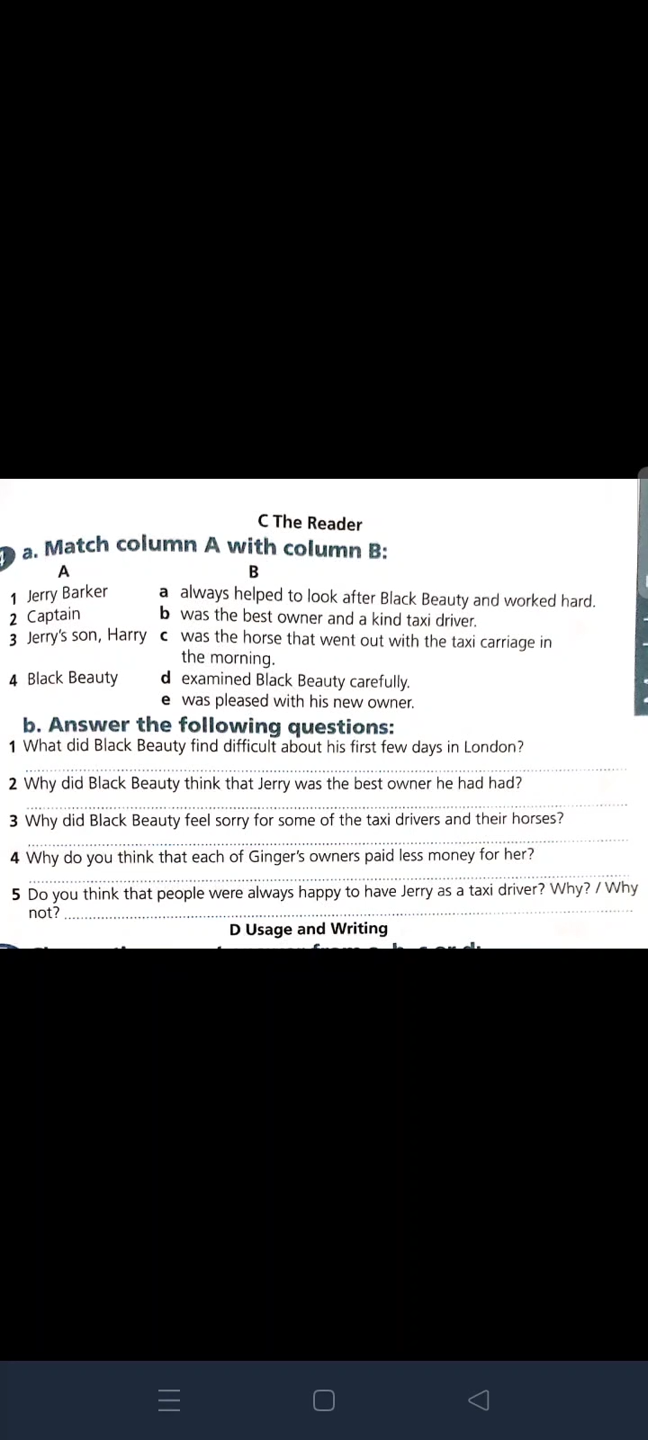 C The Reader
a. Match column A with column B:
A B
1 Jerry Barker a always helped to look after Black Beauty and worked hard.
2 Captain b was the best owner and a kind taxi driver.
3 Jerry's son, Harry c was the horse that went out with the taxi carriage in
the morning.
4 Black Beauty d examined Black Beauty carefully.
e was pleased with his new owner.
b. Answer the following questions:
1 What did Black Beauty find difficult about his first few days in London?
2 Why did Black Beauty think that Jerry was the best owner he had had?
3 Why did Black Beauty feel sorry for some of the taxi drivers and their horses?
4 Why do you think that each of Ginger's owners paid less money for her?
5 Do you think that people were always happy to have Jerry as a taxi driver? Why? / Why
not?
D Usage and Writing